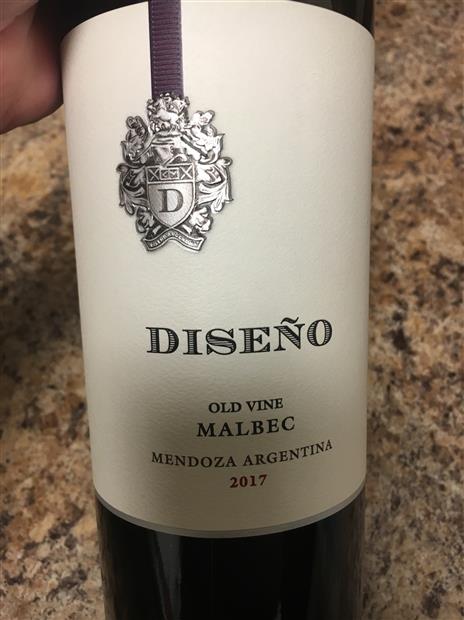 D
DISEÑO
OLD VINE
MALBEC
MENDOZA ARGENTINA
2017